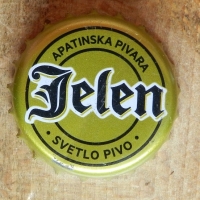 APATINSKA PIVARA
Jelen
• SVETLO PIVO •